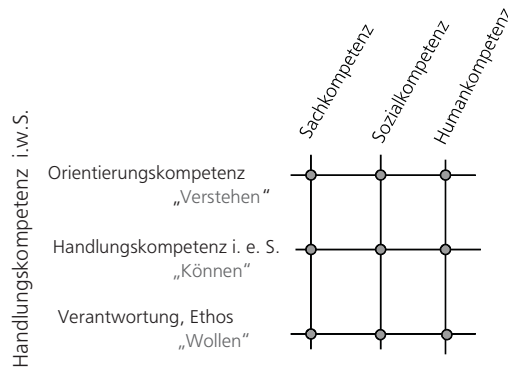 Sachkompetenz
Sozialkompetenz
Humankompetenz
Handlungskompetenz i.w.S.
Orientierungskompetenz
„Verstehen“
Handlungskompetenz i. e. S.
„Können“
Verantwortung, Ethos
„Wollen“